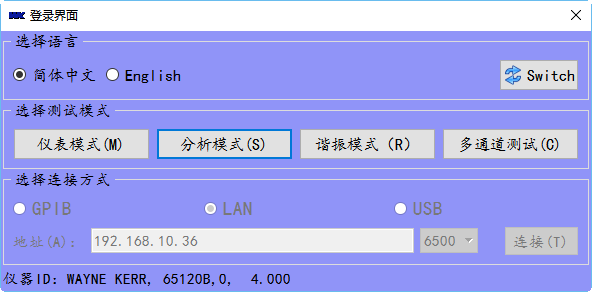 登录界面
选择语言
简体中文 English Switch
选择测试模式
仪表模式(M) 分析模式(S) 谐振模式（R） 多通道测试(C)
选择连接方式
GPIB LAN USB
地址(A): 192.168.10.36 6500 连接(T)
仪器ID: WAYNE KERR, 65120B,0, 4.000